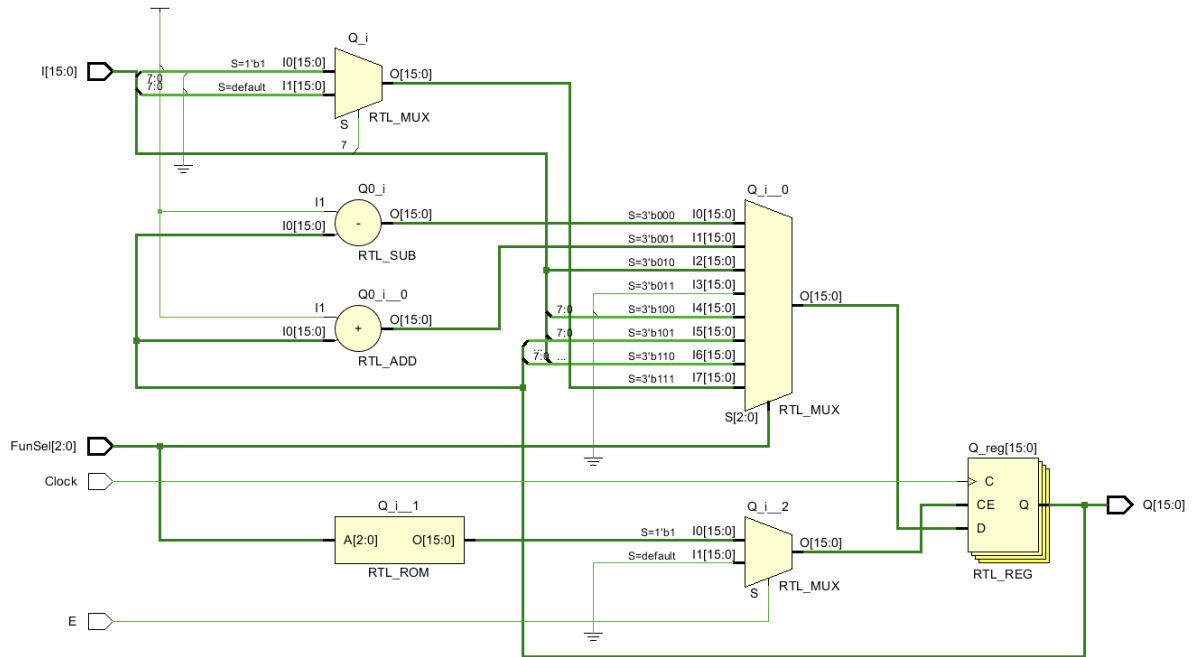 Q_i
I[15:0]
7:0
7:0
S=1'b1
I0[15:0]
S=default
I1[15:0]
O[15:0]
S
RTL_MUX
7
Q0_i
I1
I0[15:0]
O[15:0]
-
RTL_SUB
Q0_i__0
I1
I0[15:0]
O[15:0]
+
RTL_ADD
Q_i__0
S=3'b000 I0[15:0]
S=3'b001 I1[15:0]
S=3'b010 I2[15:0]
S=3'b011 I3[15:0]
7:0 S=3'b100 I4[15:0]
7:0 S=3'b101 I5[15:0]
... 
7:0 ... S=3'b110 I6[15:0]
S=3'b111 I7[15:0]
O[15:0]
S[2:0]
RTL_MUX
FunSel[2:0]
Clock
Q_i__1
A[2:0] O[15:0]
RTL_ROM
E
Q_i__2
S=1'b1 I0[15:0]
S=default I1[15:0]
O[15:0]
S
RTL_MUX
Q_reg[15:0]
C
CE Q
D
RTL_REG
Q[15:0]